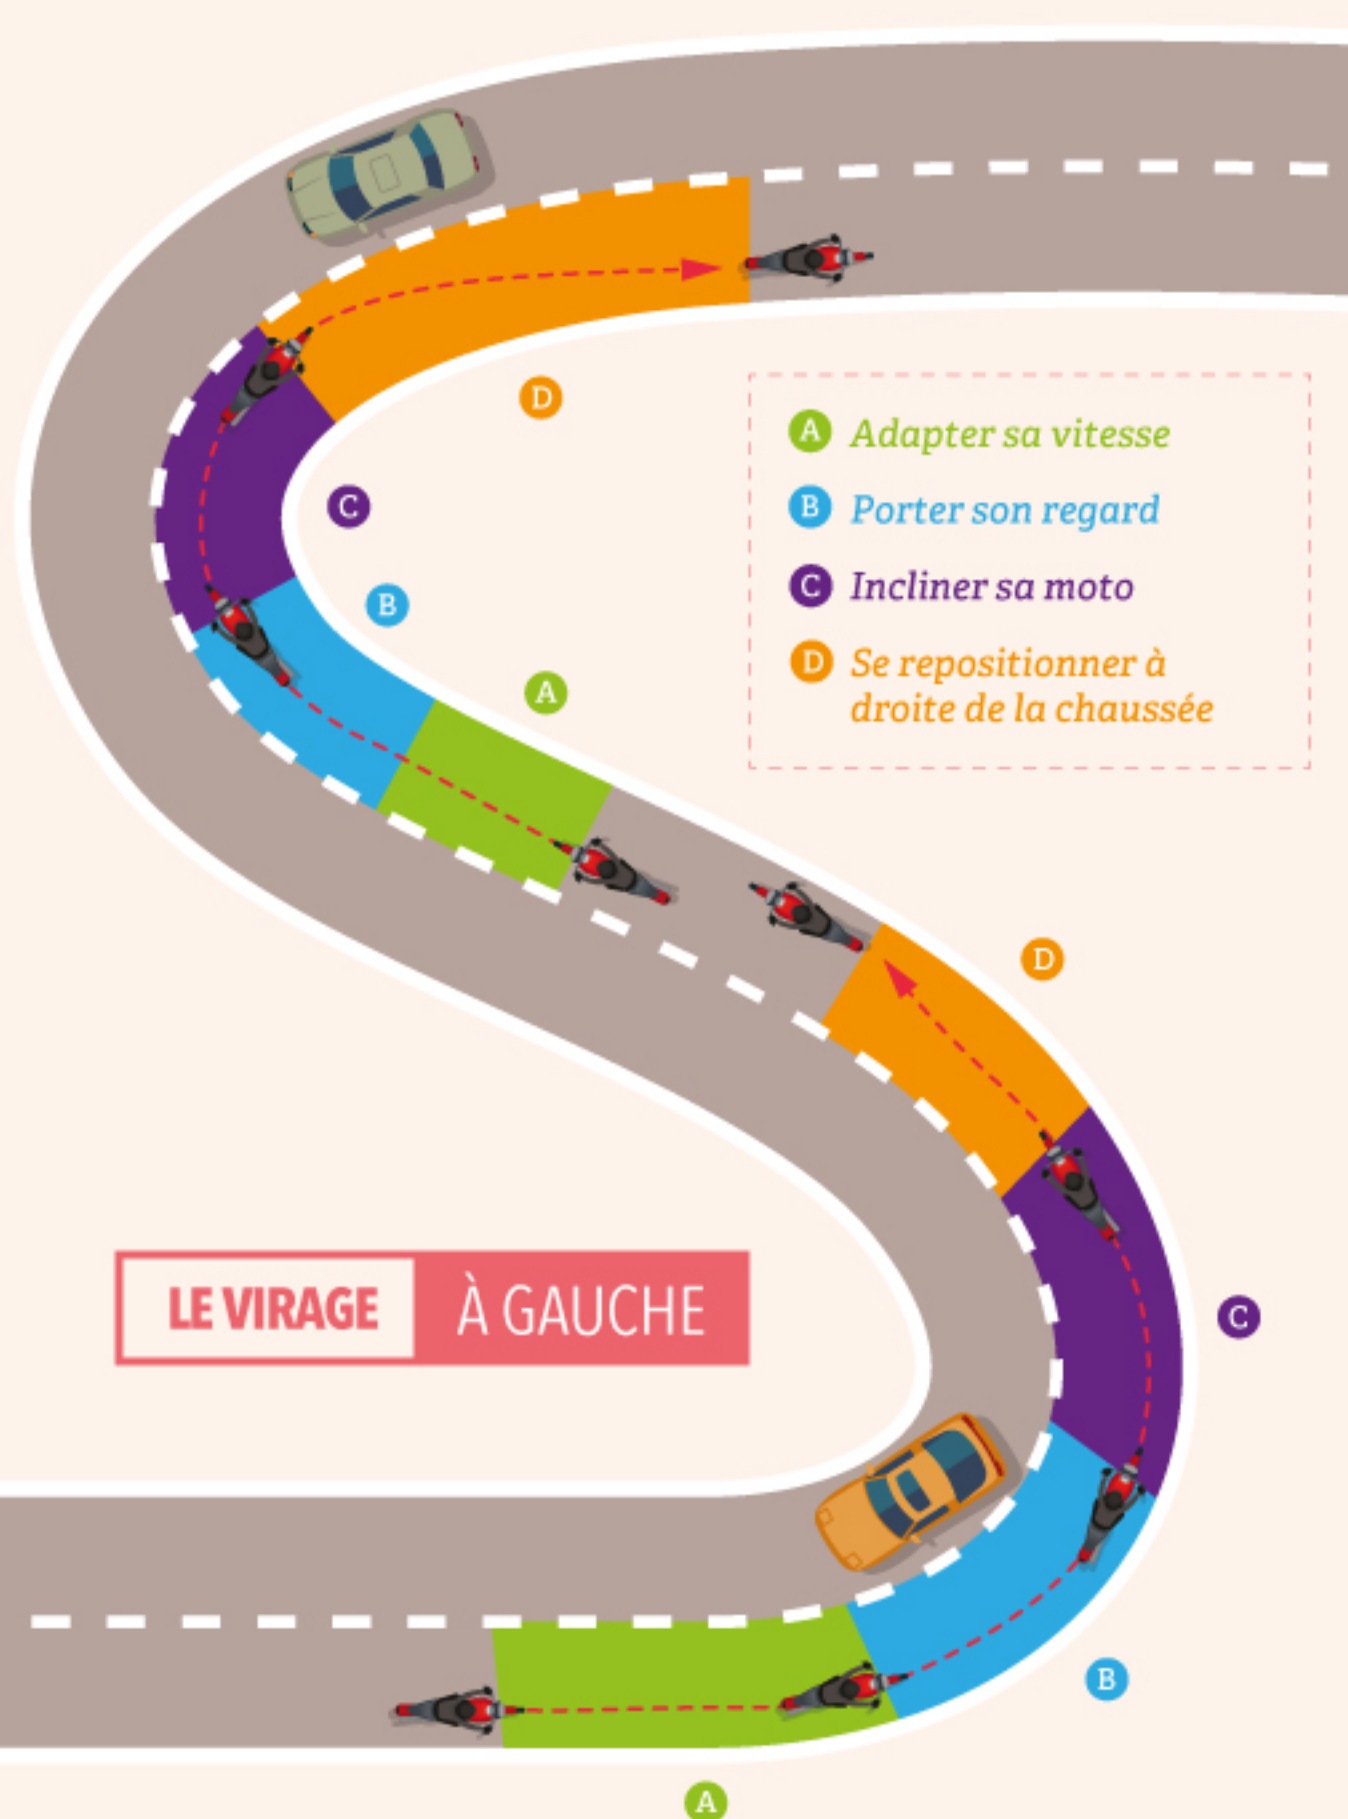 D
A Adapter sa vitesse
C
B Porter son regard
C Incliner sa moto
B
D Se repositionner à
droite de la chaussée
A
D
LE VIRAGE À GAUCHE
C
B
A